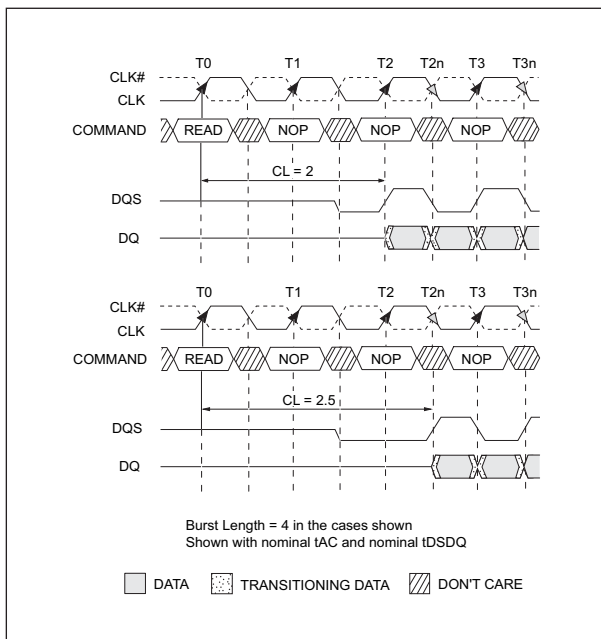 T0 T1 T2 T2n T3 T3n
CLK#
CLK
COMMAND READ NOP NOP NOP
CL = 2
DQS
DQ
T0 T1 T2 T2n T3 T3n
CLK#
CLK
COMMAND READ NOP NOP NOP
CL = 2.5
DQS
DQ
Burst Length = 4 in the cases shown
Shown with nominal tAC and nominal tDSDQ
DATA TRANSITIONING DATA DON'T CARE